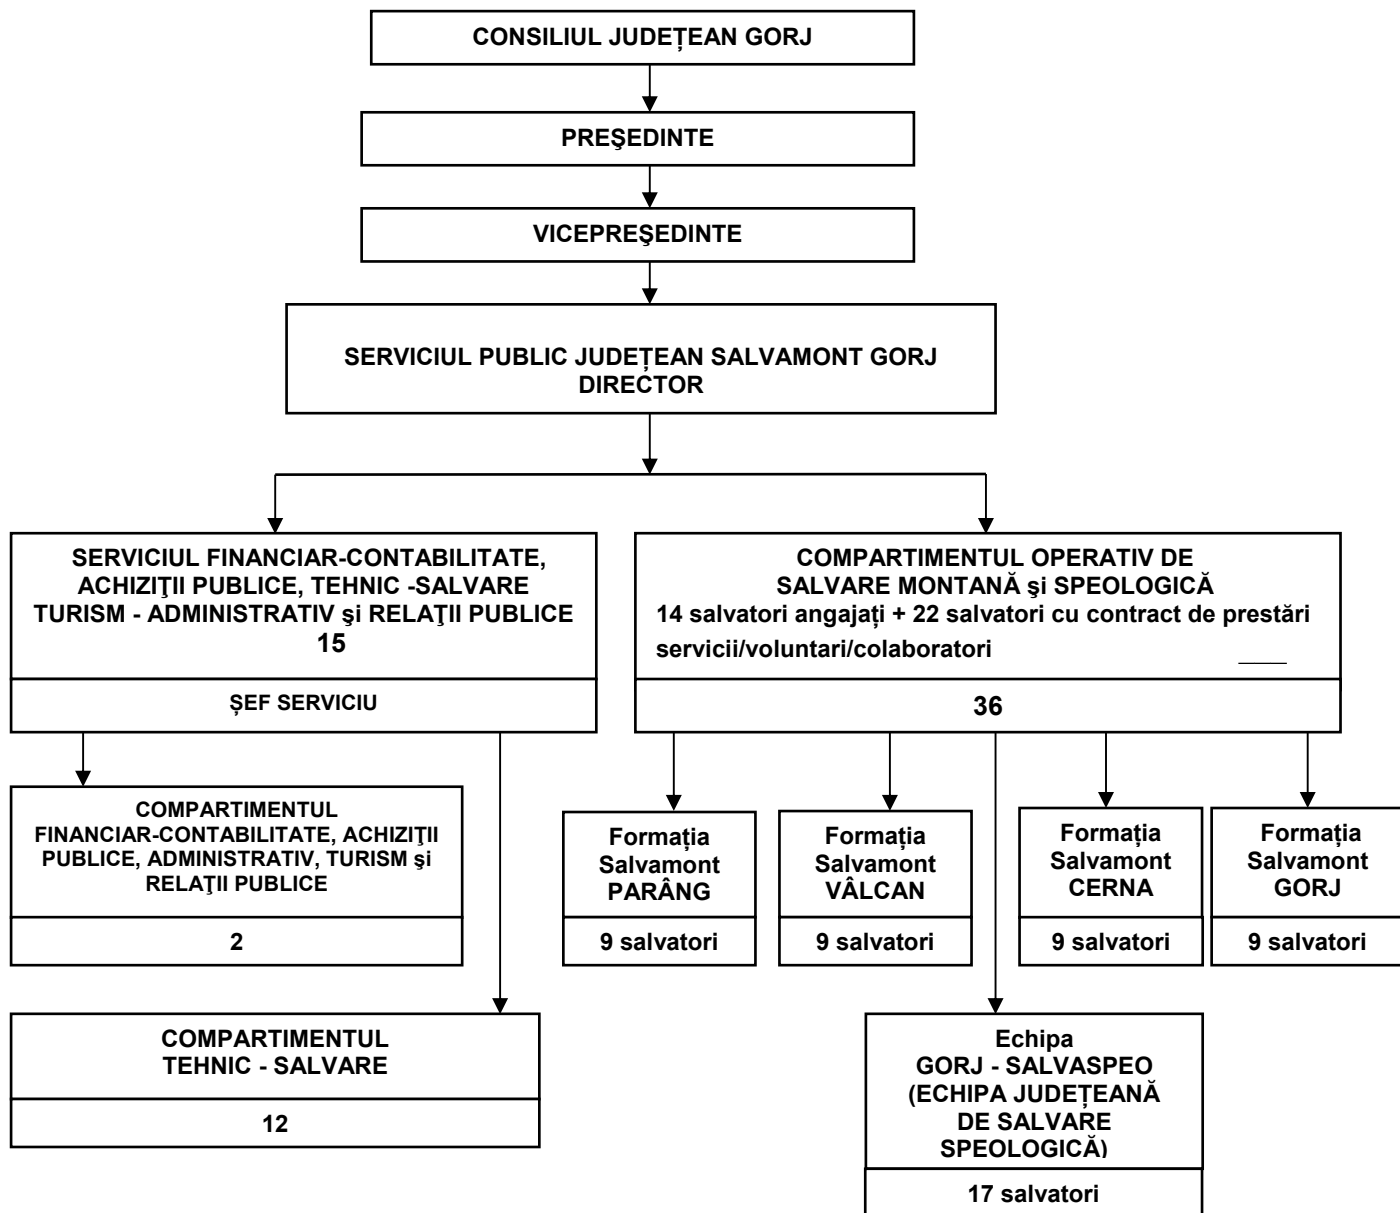 CONSILIUL JUDEȚEAN GORJ
PREŞEDINTE
VICEPREŞEDINTE
SERVICIUL PUBLIC JUDEȚEAN SALVAMONT GORJ
DIRECTOR
SERVICIUL FINANCIAR-CONTABILITATE,
ACHIZIŢII PUBLICE, TEHNIC -SALVARE
TURISM - ADMINISTRATIV şi RELAŢII PUBLICE
15
ȘEF SERVICIU
COMPARTIMENTUL OPERATIV DE
SALVARE MONTANĂ şi SPEOLOGICĂ
14 salvatori angajați + 22 salvatori cu contract de prestări
servicii/voluntari/colaboratori
36
COMPARTIMENTUL
FINANCIAR-CONTABILITATE, ACHIZIŢII
PUBLICE, ADMINISTRATIV, TURISM şi
RELAŢII PUBLICE
2
Formația
Salvamont
PARÂNG
9 salvatori
Formația
Salvamont
VÂLCAN
9 salvatori
Formația
Salvamont
CERNA
9 salvatori
Formația
Salvamont
GORJ
9 salvatori
COMPARTIMENTUL
TEHNIC - SALVARE
12
Echipa
GORJ - SALVASPEO
(ECHIPA JUDEȚEANĂ
DE SALVARE
SPEOLOGICĂ)
17 salvatori